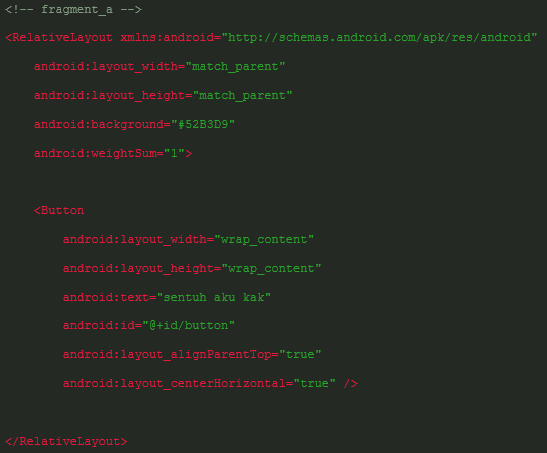 <!-- fragment_a -->
<RelativeLayout xmlns:android="http://schemas.android.com/apk/res/android"
android:layout_width="match_parent"
android:layout_height="match_parent"
android:background="#52B3D9"
android:weightSum="1">
<Button
android:layout_width="wrap_content"
android:layout_height="wrap_content"
android:text="sentuh aku kak"
android:id="@+id/button"
android:layout_alignParentTop="true"
android:layout_centerHorizontal="true" />
</RelativeLayout>